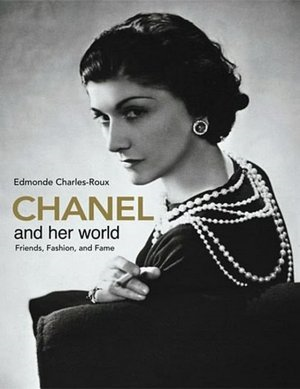 Edmonde Charles-Roux
CHANEL
and her world
Friends, Fashion, and Fame